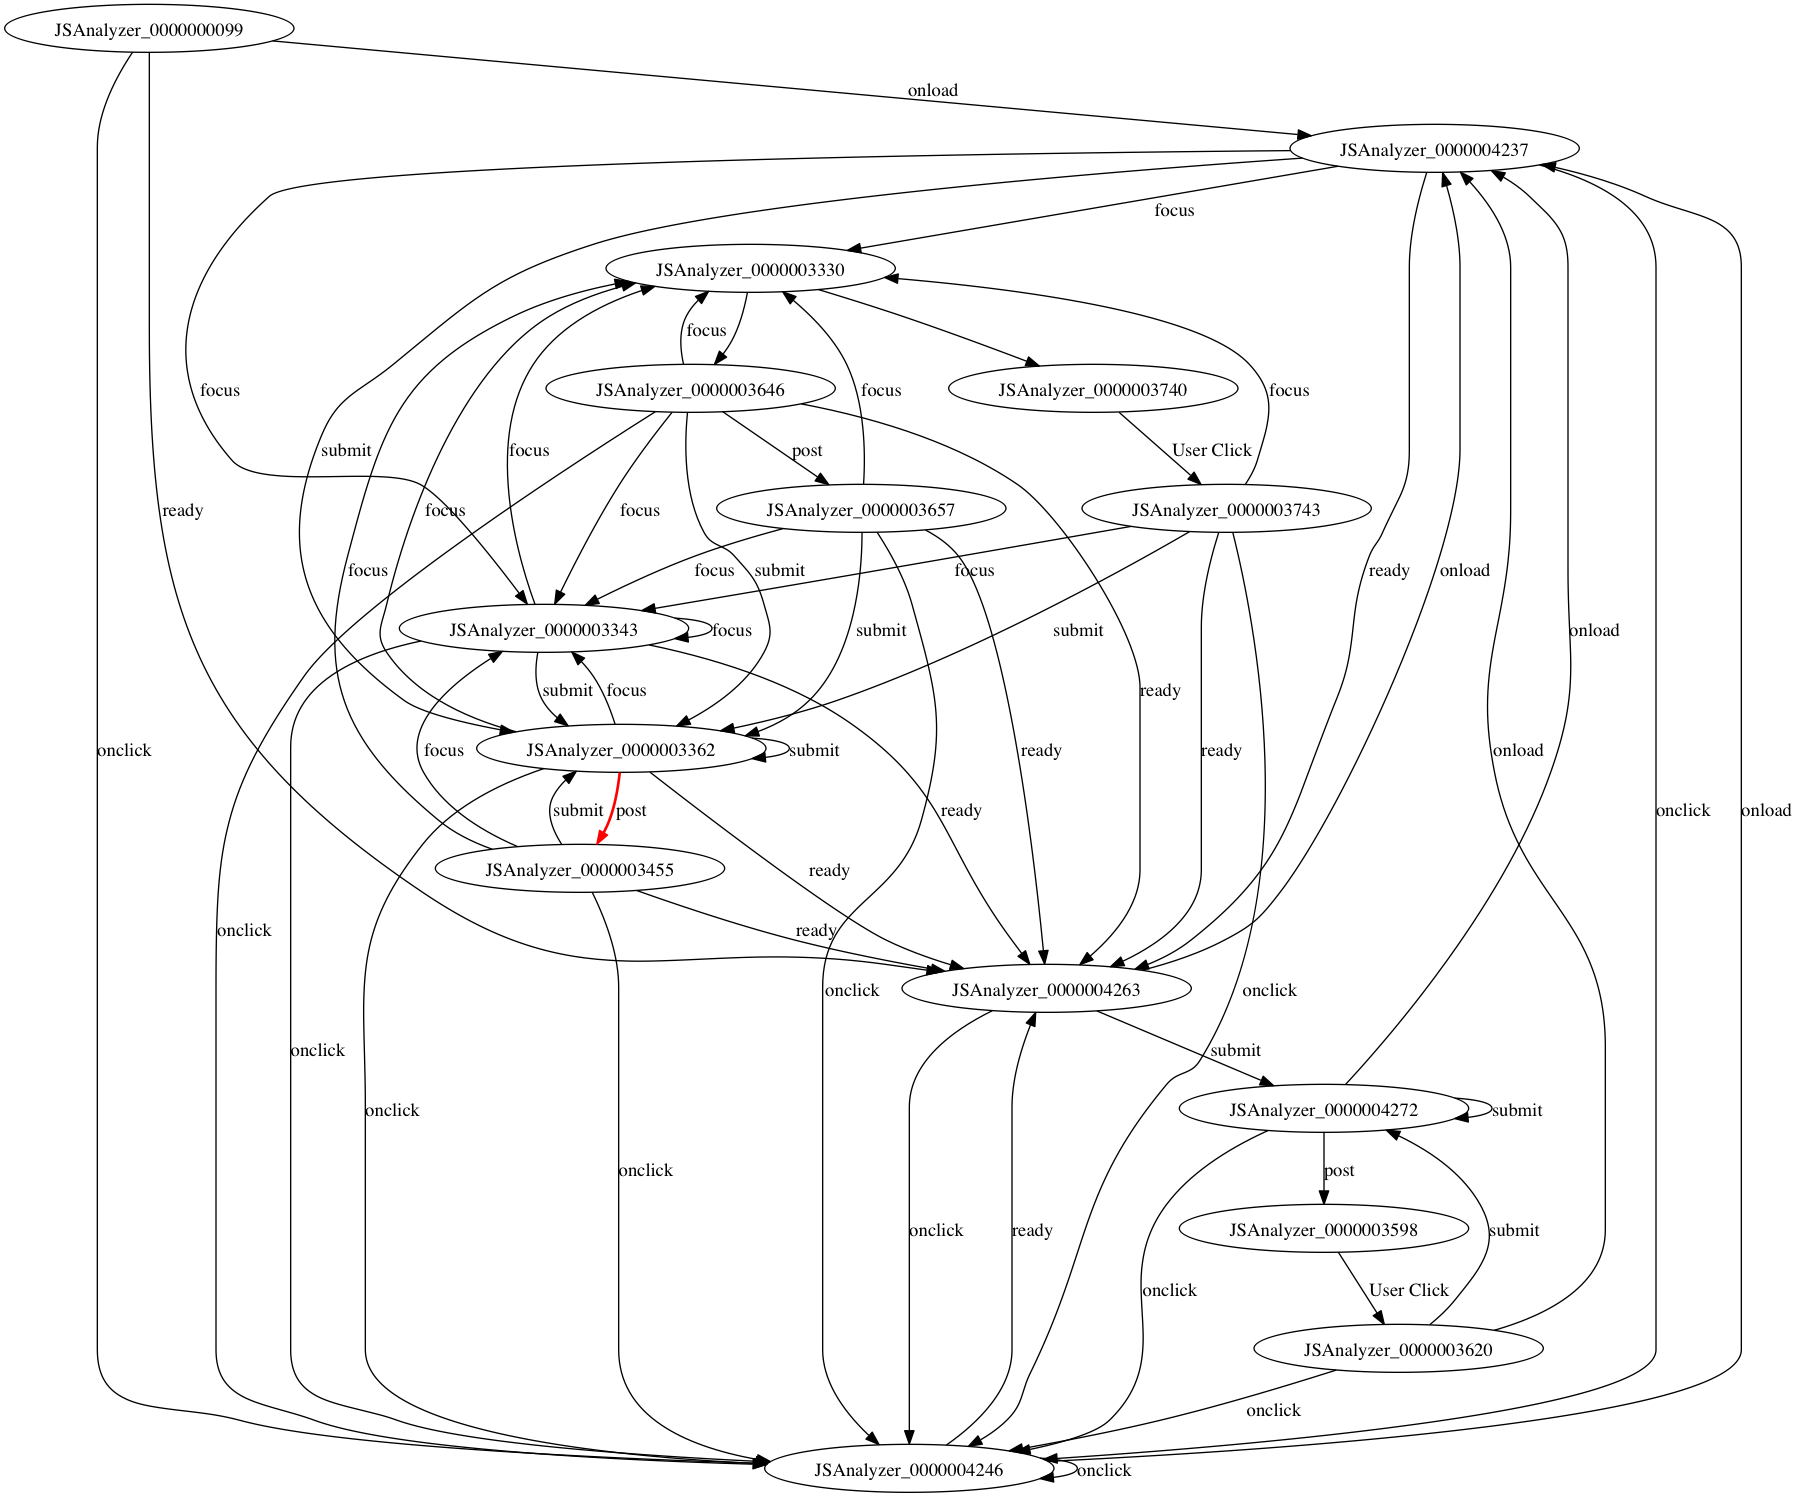 JSAnalyzer_0000000099
onload
JSAnalyzer_0000004237
focus
JSAnalyzer_0000003330
focus
JSAnalyzer_0000003646
JSAnalyzer_0000003740
focus
focus
focus
submit
focus
post
User Click
ready
focus
focus
JSAnalyzer_0000003657
JSAnalyzer_0000003743
focus
focus
submit
focus
ready
onload
JSAnalyzer_0000003343
focus
submit
submit
onload
submit
focus
ready
onclick
focus
JSAnalyzer_0000003362
submit
ready
ready
onload
submit
post
ready
onclick
onload
JSAnalyzer_0000003455
ready
onclick
ready
JSAnalyzer_0000004263
onclick
onclick
onclick
submit
onclick
JSAnalyzer_0000004272
submit
onclick
post
onclick
ready
JSAnalyzer_0000003598
submit
onclick
User Click
JSAnalyzer_0000003620
onclick
JSAnalyzer_0000004246
onclick